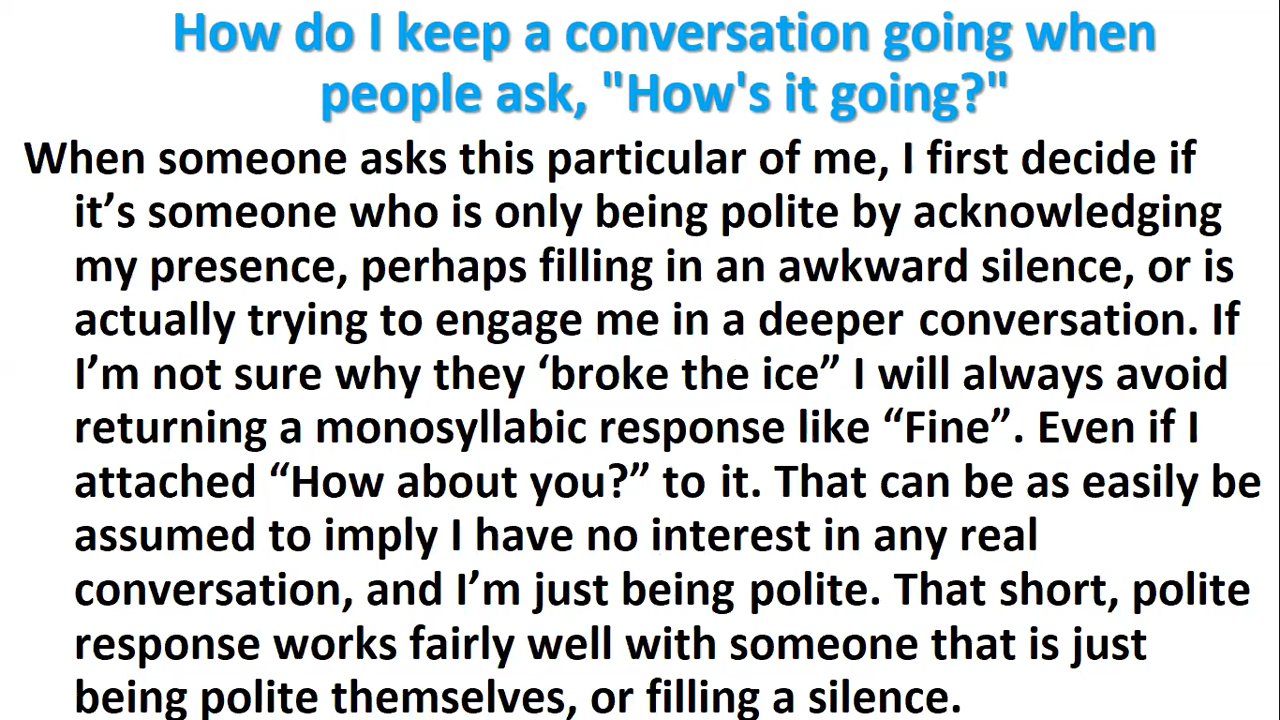 How do I keep a conversation going when
people ask, "How's it going?"
When someone asks this particular of me, I first decide if
it’s someone who is only being polite by acknowledging
my presence, perhaps filling in an awkward silence, or is
actually trying to engage me in a deeper conversation. If
I’m not sure why they ‘broke the ice” I will always avoid
returning a monosyllabic response like “Fine”. Even if I
attached “How about you?” to it. That can be as easily be
assumed to imply I have no interest in any real
conversation, and I’m just being polite. That short, polite
response works fairly well with someone that is just
being polite themselves, or filling a silence.